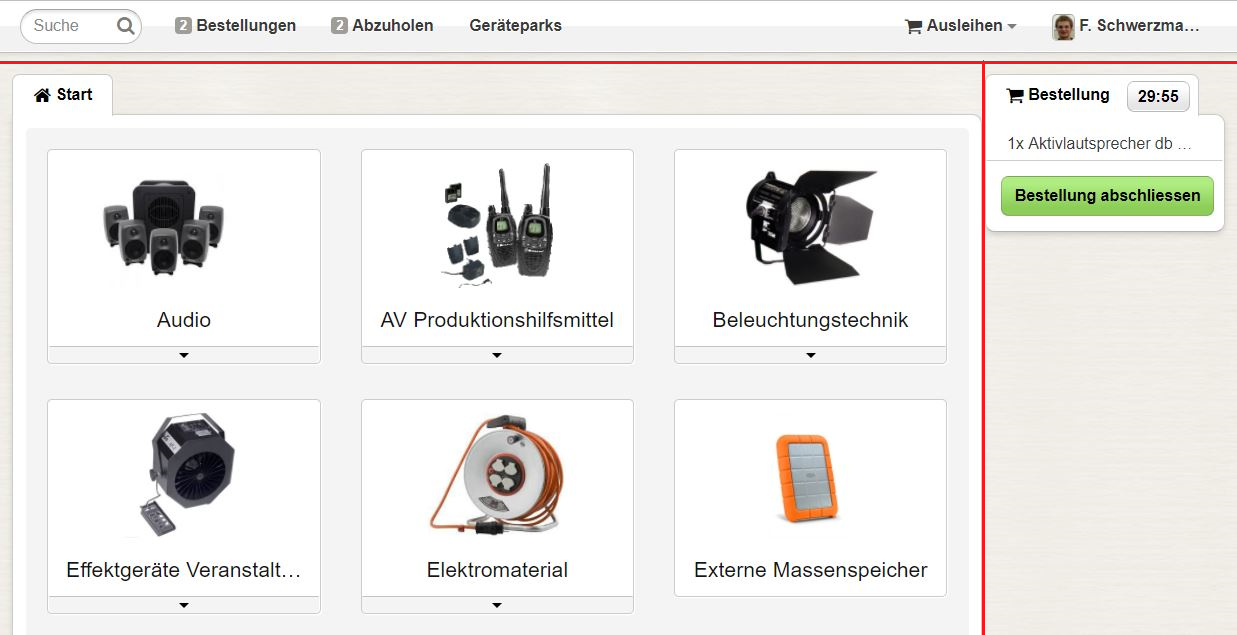 Suche
2 Bestellungen
2 Abzuholen
Geräteparks
Ausleihen
F. Schwerzma...
Start
Bestellung 29:55
1x Aktivlautsprecher db ...
Bestellung abschliessen
Audio
AV Produktionshilfsmittel
Beleuchtungstechnik
Effektgeräte Veranstalt...
Elektromaterial
Externe Massenspeicher